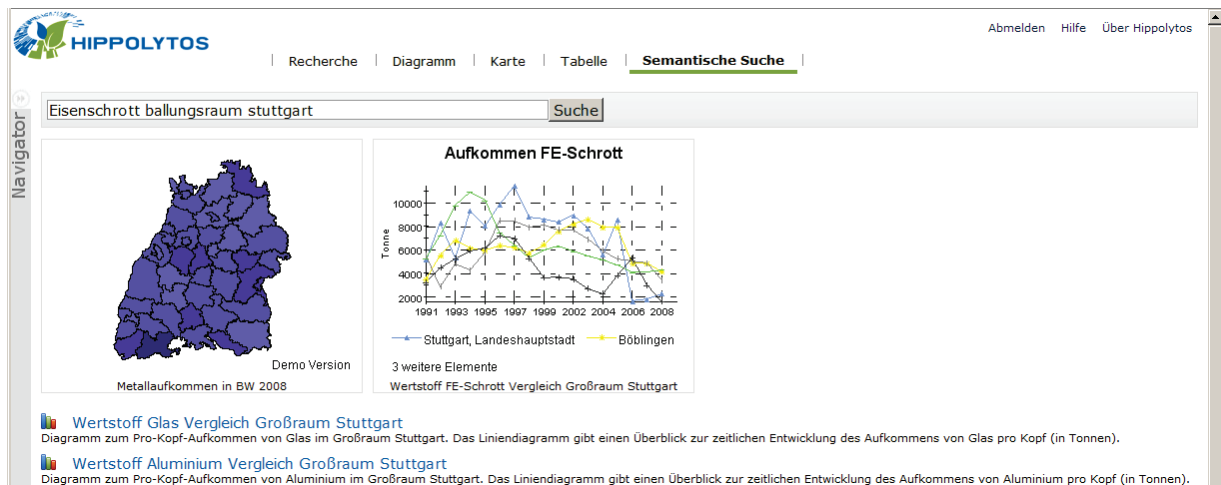 HIPPOLYTOS
Abmelden Hilfe Über Hippolytos
Recherche Diagramm Karte Tabelle Semantische Suche
Navigator
Eisenschrott ballungsraum stuttgart Suche
Demo Version
Metallaufkommen in BW 2008
Aufkommen FE-Schrott
Tonne
10000
8000
6000
4000
2000
1991 1993 1995 1997 1999 2002 2004 2006 2008
Stuttgart, Landeshauptstadt Böblingen
3 weitere Elemente
Wertstoff FE-Schrott Vergleich Großraum Stuttgart
Wertstoff Glas Vergleich Großraum Stuttgart
Diagramm zum Pro-Kopf-Aufkommen von Glas im Großraum Stuttgart. Das Liniendiagramm gibt einen Überblick zur zeitlichen Entwicklung des Aufkommens von Glas pro Kopf (in Tonnen).
Wertstoff Aluminium Vergleich Großraum Stuttgart
Diagramm zum Pro-Kopf-Aufkommen von Aluminium im Großraum Stuttgart. Das Liniendiagramm gibt einen Überblick zur zeitlichen Entwicklung des Aufkommens von Aluminium pro Kopf (in Tonnen).